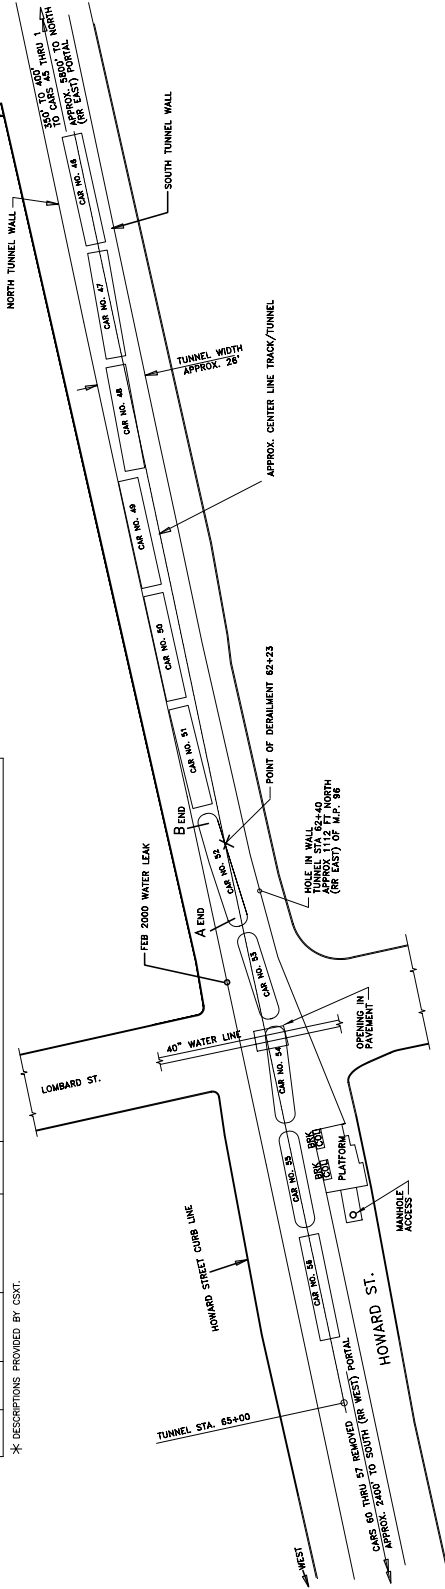 350' TO 400'
TO CARS 45 THRU 1
APPROX. 5800' TO NORTH
(RR EAST) PORTAL
NORTH TUNNEL WALL
SOUTH TUNNEL WALL
CAR NO. 46
CAR NO. 47
TUNNEL WIDTH
APPROX. 26'
CAR NO. 48
APPROX. CENTER LINE TRACK/TUNNEL
CAR NO. 49
CAR NO. 50
CAR NO. 51
POINT OF DERAILMENT 62+23
B END
CAR NO. 52
A END
HOLE IN WALL
TUNNEL STA 62+40
APPROX 1112 FT NORTH
(RR EAST) OF M.P. 96
FEB 2000 WATER LEAK
CAR NO. 53
40" WATER LINE
CAR NO. 54
OPENING IN
PAVEMENT
LOMBARD ST.
CAR NO. 55
BRK
COL
BRK
COL
PLATFORM
MANHOLE
ACCESS
HOWARD STREET CURB LINE
CAR NO. 56
HOWARD ST.
TUNNEL STA. 65+00
CARS 60 THRU 57 REMOVED
APPROX. 2400' TO SOUTH (RR WEST) PORTAL
WEST
* DESCRIPTIONS PROVIDED BY CSXT.